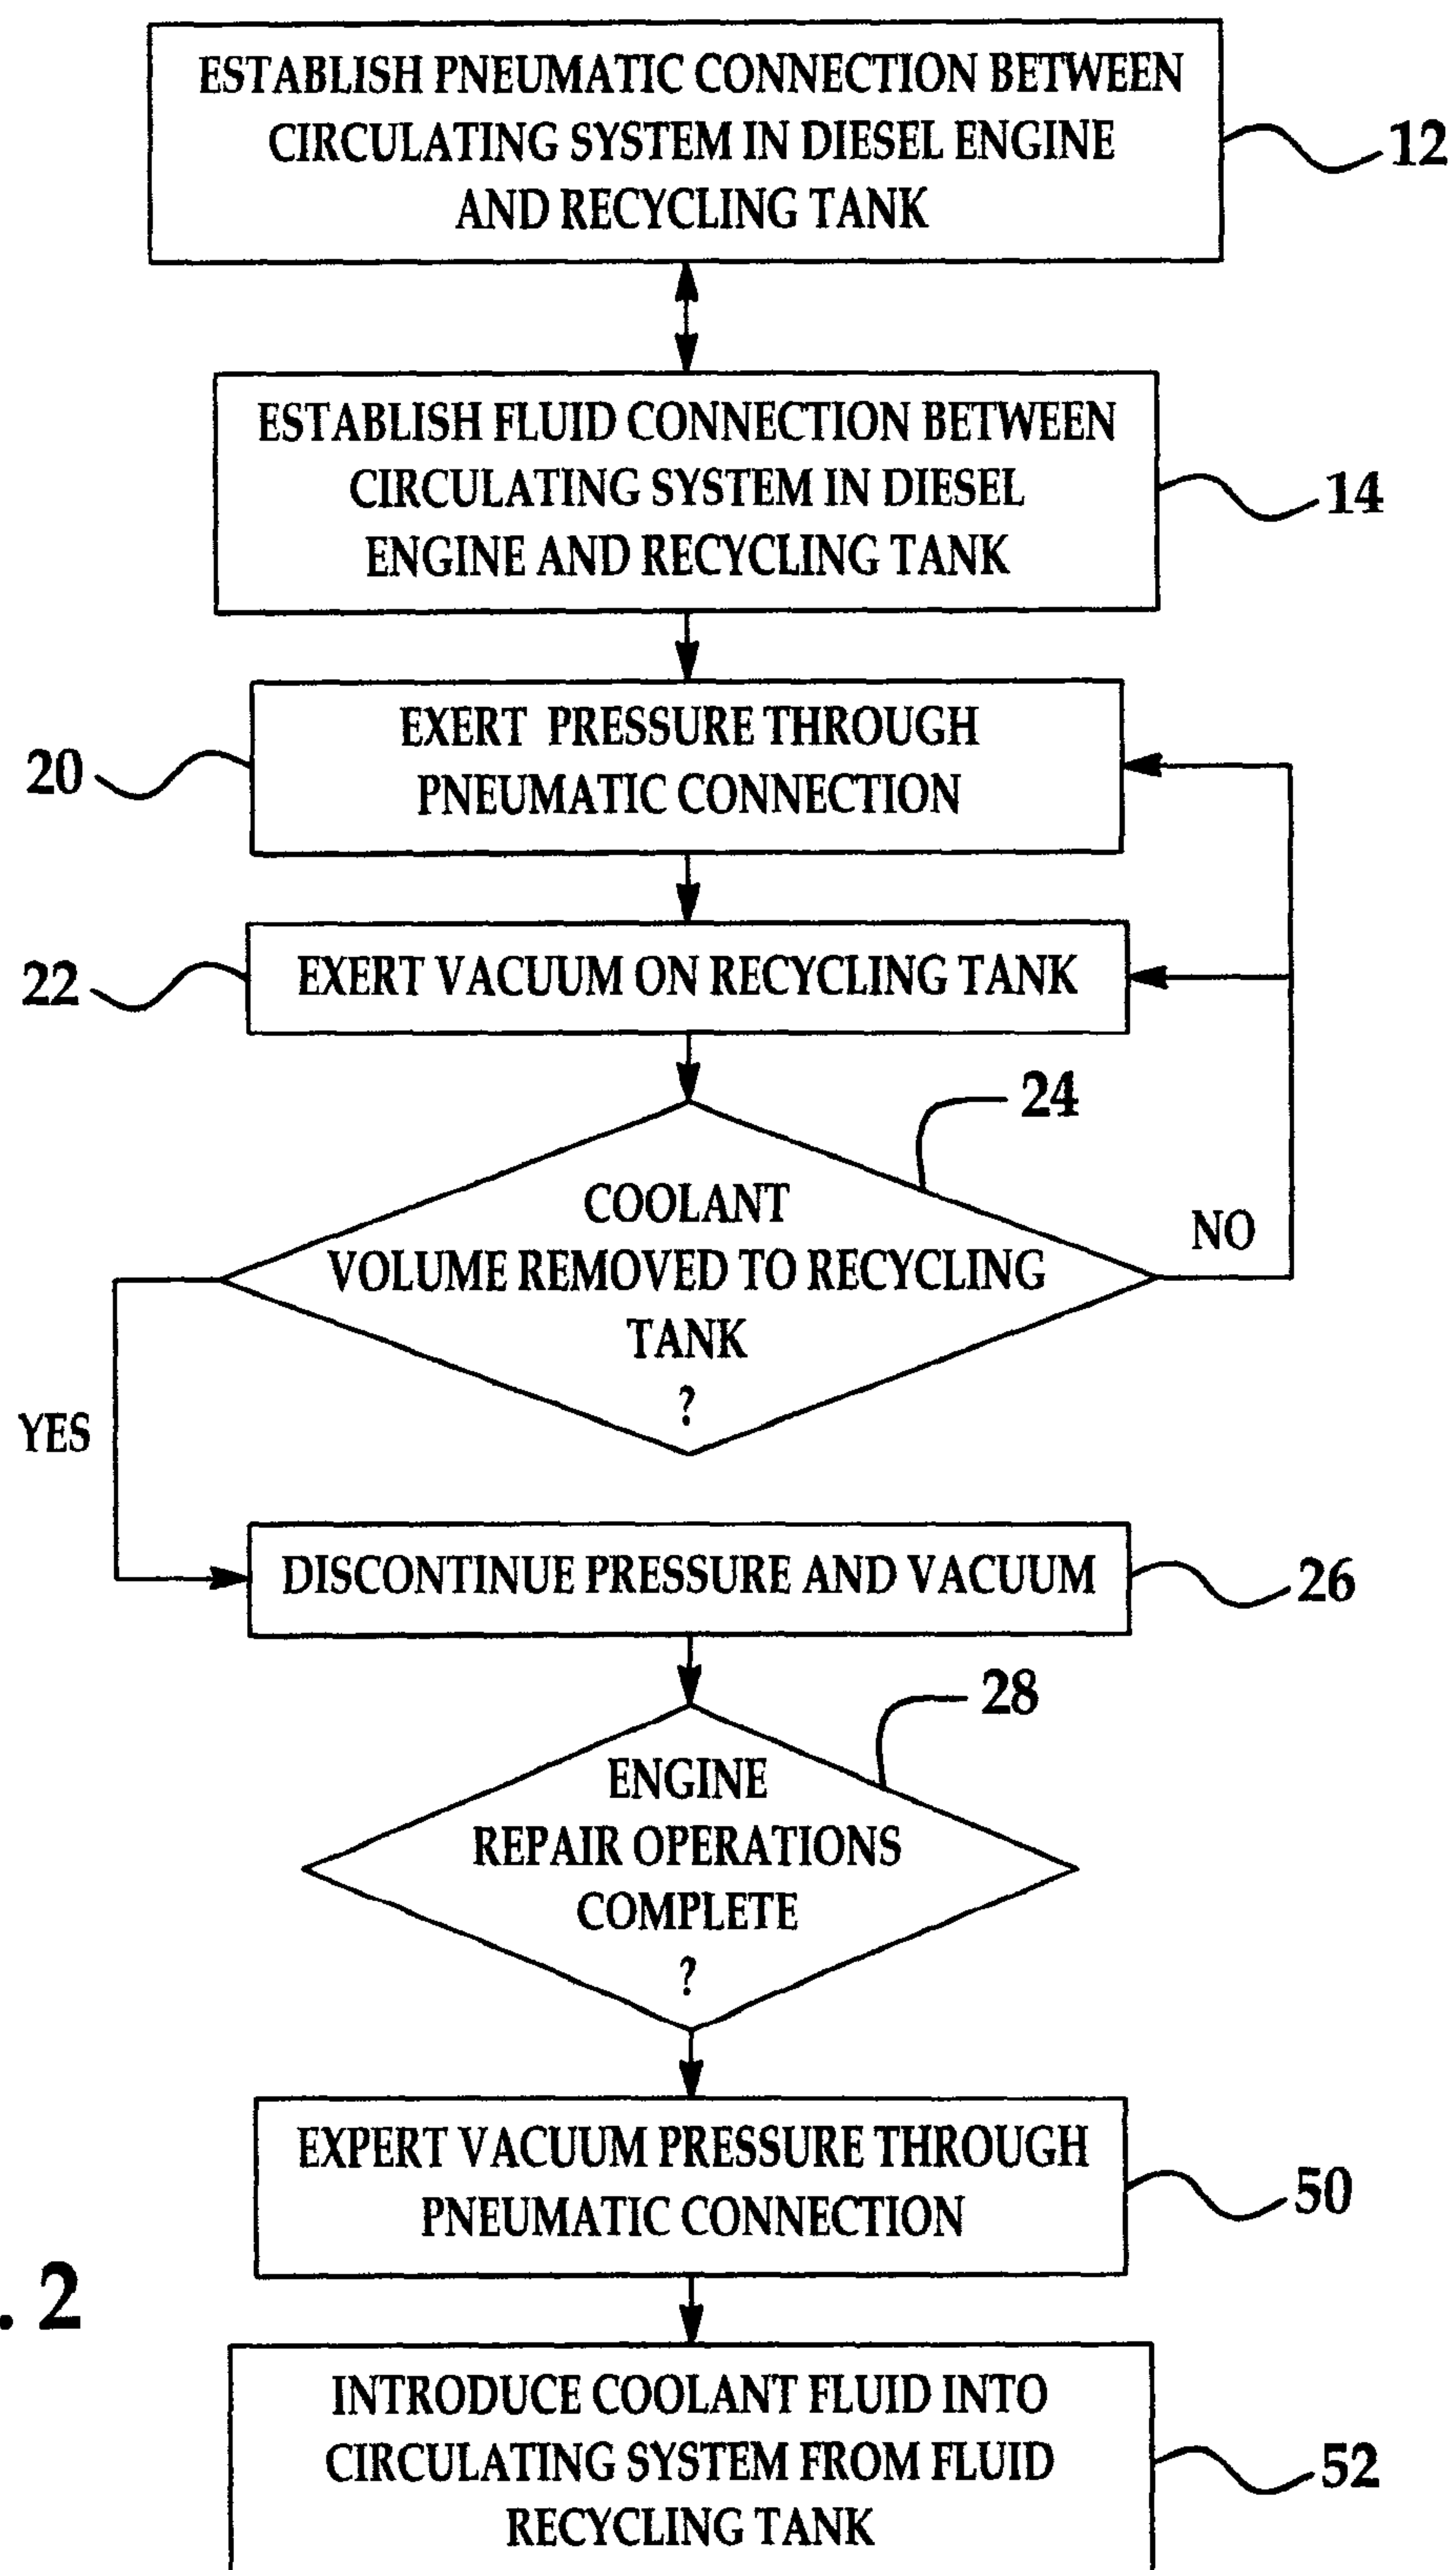 ESTABLISH PNEUMATIC CONNECTION BETWEEN
CIRCULATING SYSTEM IN DIESEL ENGINE
AND RECYCLING TANK
12
ESTABLISH FLUID CONNECTION BETWEEN
CIRCULATING SYSTEM IN DIESEL
ENGINE AND RECYCLING TANK
14
EXERT PRESSURE THROUGH
PNEUMATIC CONNECTION
20
EXERT VACUUM ON RECYCLING TANK
22
24
COOLANT
VOLUME REMOVED TO RECYCLING
TANK
?
NO
YES
DISCONTINUE PRESSURE AND VACUUM
26
28
ENGINE
REPAIR OPERATIONS
COMPLETE
?
EXPERT VACUUM PRESSURE THROUGH
PNEUMATIC CONNECTION
50
. 2
INTRODUCE COOLANT FLUID INTO
CIRCULATING SYSTEM FROM FLUID
RECYCLING TANK
52